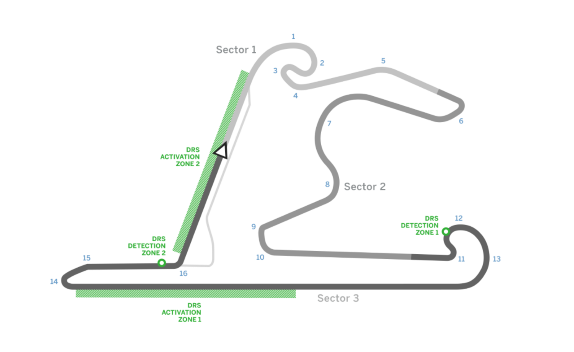 Sector 1
1
2
3
4
5
6
7
8
Sector 2
9
10
11
12
13
DRS
DETECTION
ZONE 1
DRS
ACTIVATION
ZONE 2
DRS
DETECTION
ZONE 2
14
15
16
Sector 3
DRS
ACTIVATION
ZONE 1